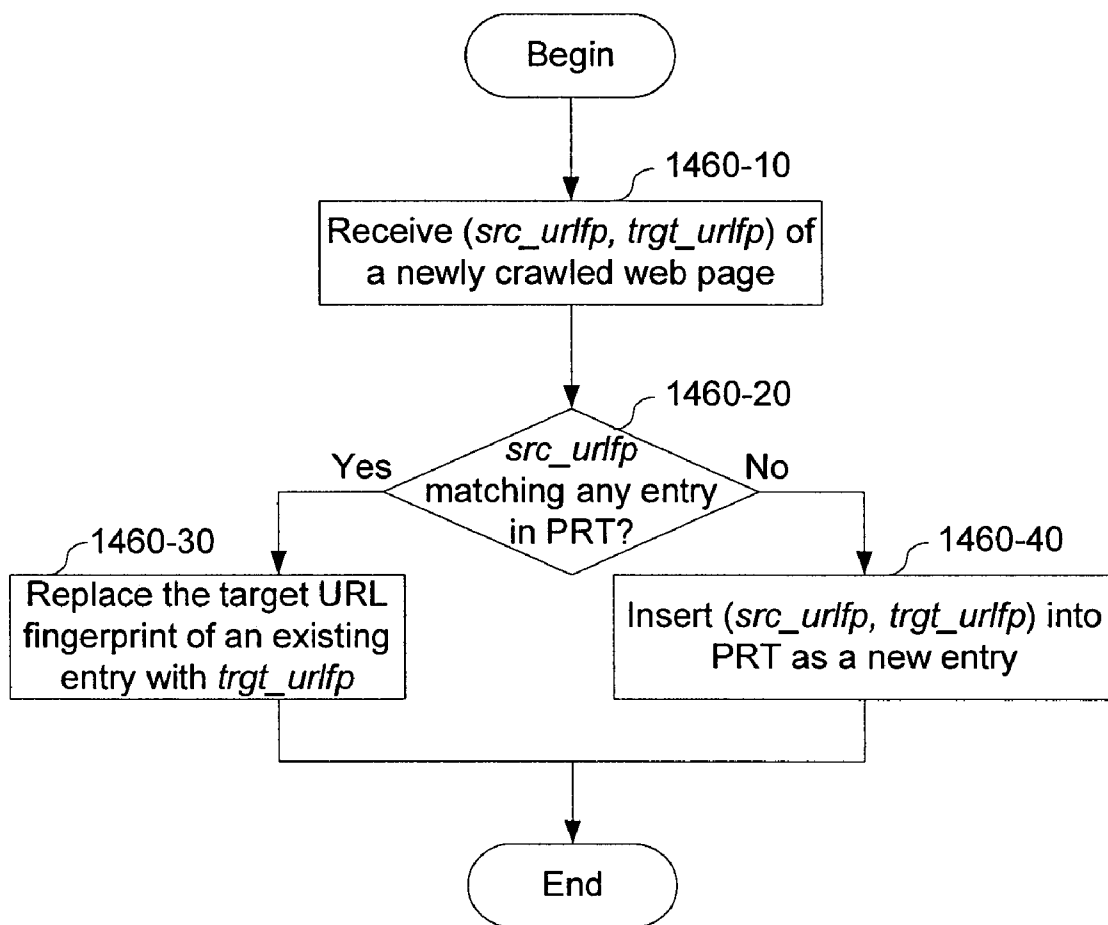 Begin
1460-10
Receive (src_urlfp, trgt_urlfp) of
a newly crawled web page
1460-20
src_urlfp
matching any entry
in PRT?
Yes
No
1460-30
Replace the target URL
fingerprint of an existing
entry with trgt_urlfp
1460-40
Insert (src_urlfp, trgt_urlfp) into
PRT as a new entry
End